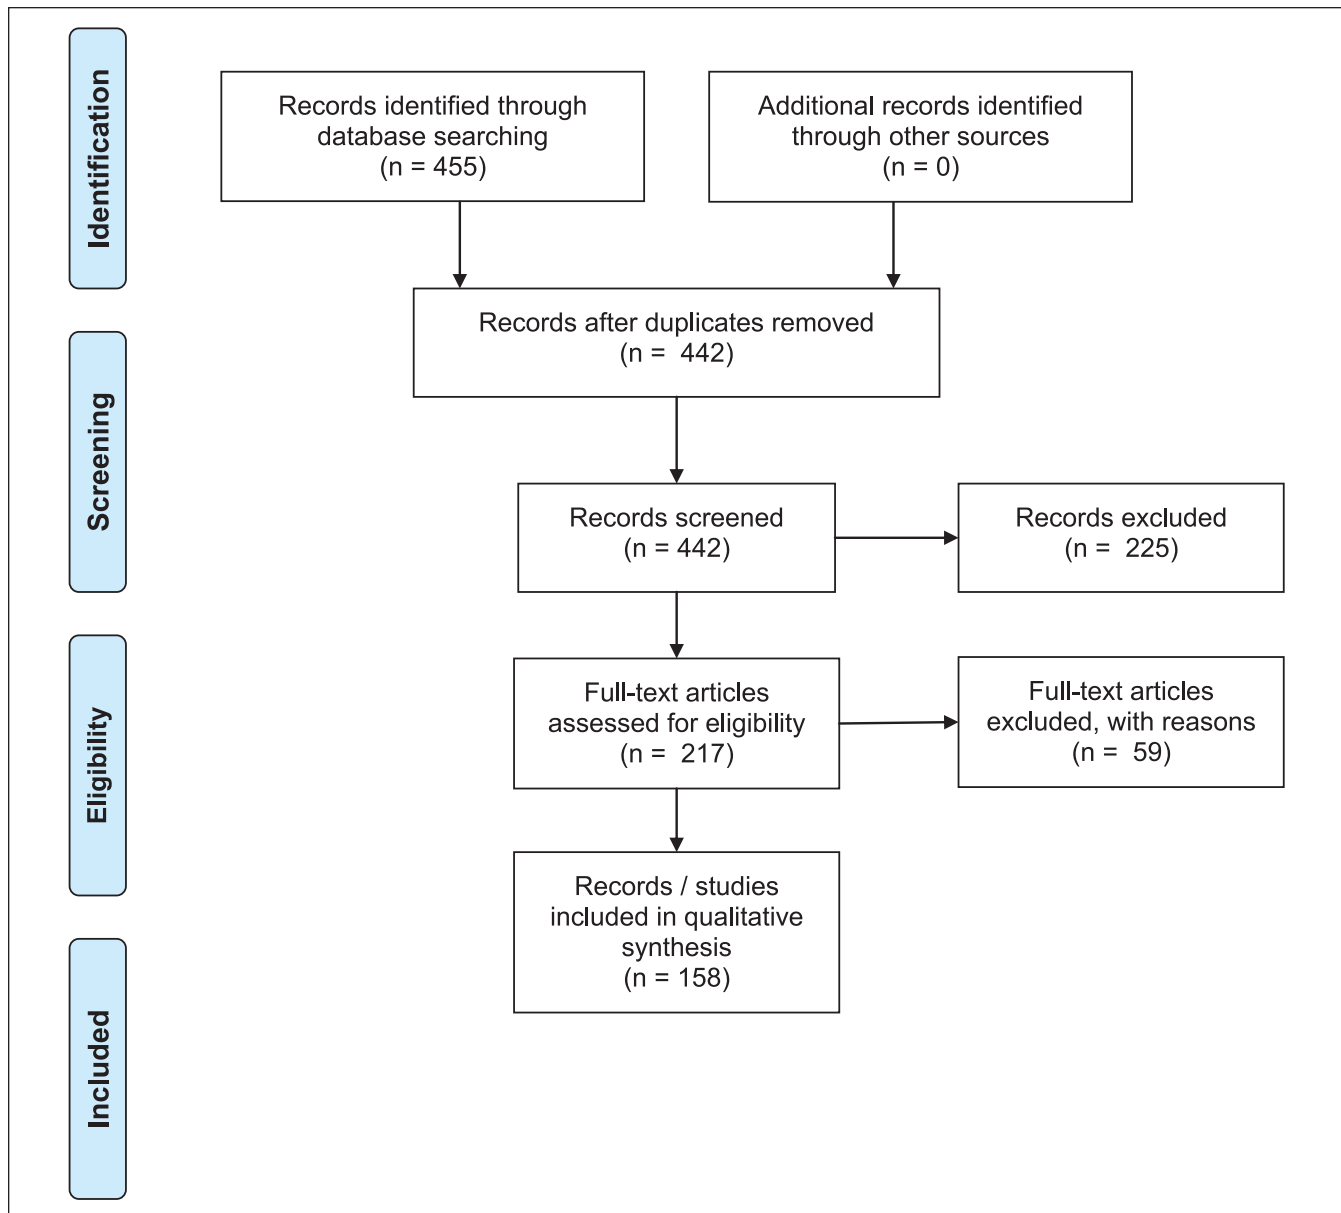 Identification
Records identified through
database searching
(n = 455)
Additional records identified
through other sources
(n = 0)
Records after duplicates removed
(n =  442)
Screening
Records screened
(n = 442)
Records excluded
(n =  225)
Eligibility
Full-text articles
assessed for eligibility
(n =  217)
Full-text articles
excluded, with reasons
(n =  59)
Records / studies
included in qualitative
synthesis
(n = 158)
Included